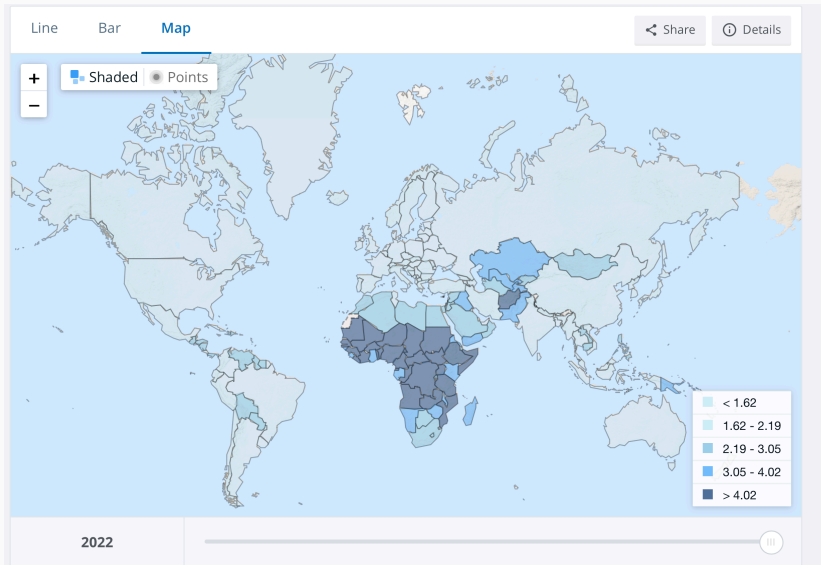 Line Bar Map Share Details
+ Shaded Points
−
< 1.62
1.62 - 2.19
2.19 - 3.05
3.05 - 4.02
> 4.02
2022